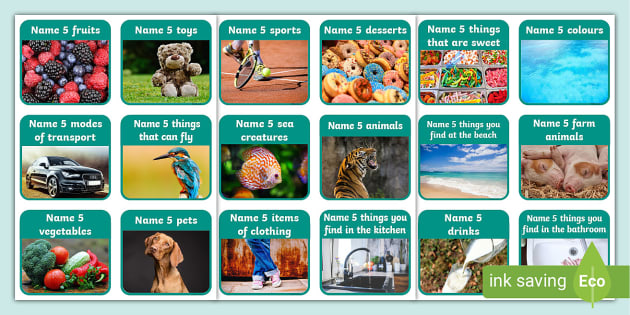 Name 5 fruits
Name 5 toys
Name 5 sports
Name 5 desserts
Name 5 things
that are sweet
Name 5 colours
Name 5 modes
of transport
Name 5 things
that can fly
Name 5 sea
creatures
Name 5 animals
Name 5 things you
find at the beach
Name 5 farm
animals
Name 5
vegetables
Name 5 pets
Name 5 items
of clothing
Name 5 things you
find in the kitchen
Name 5
drinks
Name 5 things you
find in the bathroom
ink saving
Eco